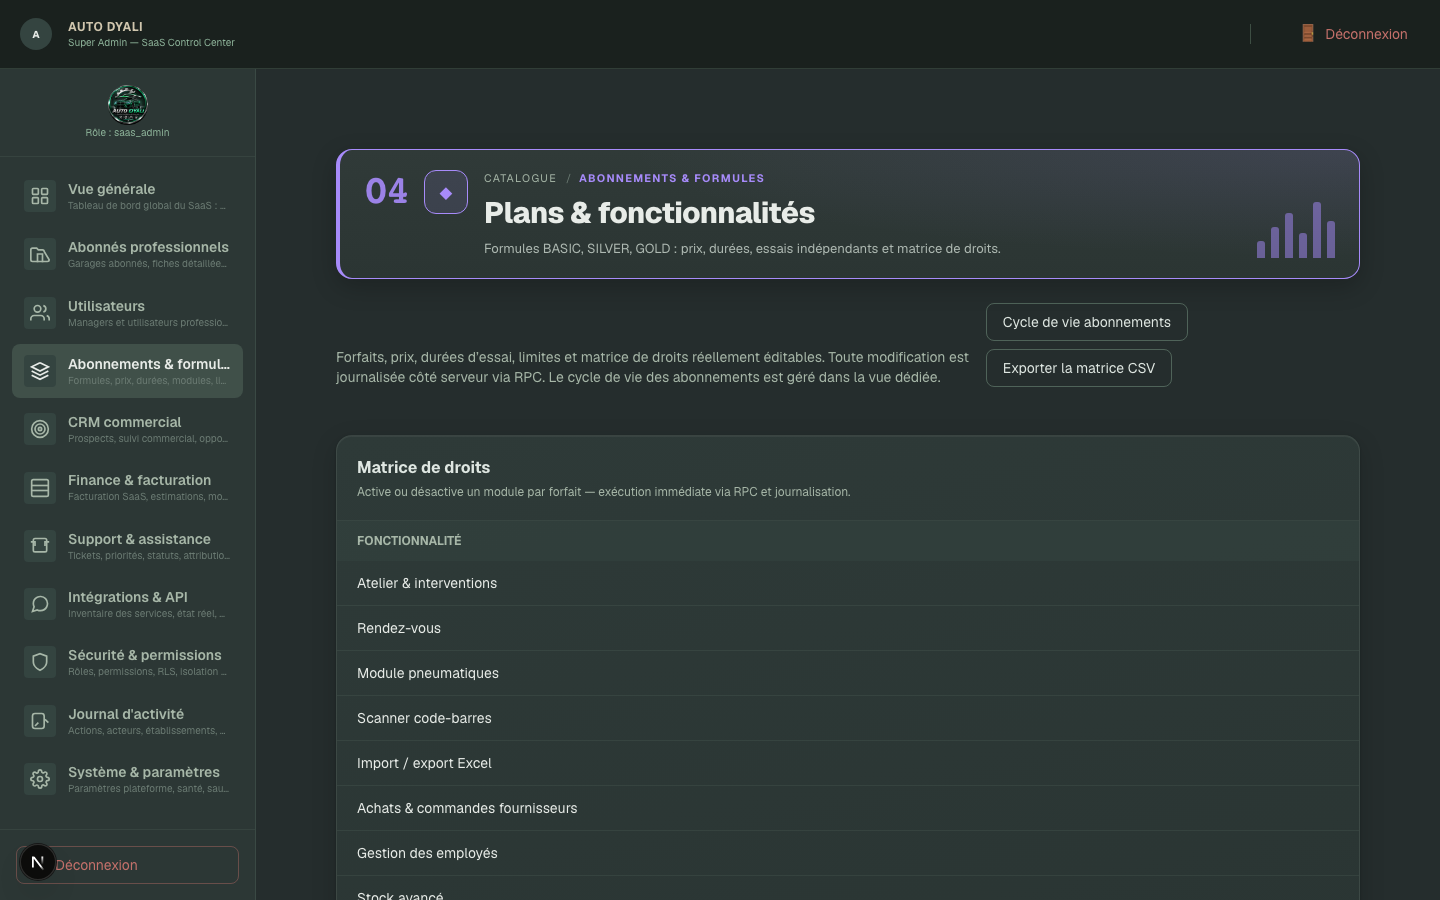 A
AUTO DYALI
Super Admin — SaaS Control Center
Déconnexion
AUTO DYALI
Rôle : saas_admin
Vue générale
Tableau de bord global du SaaS : ...
Abonnés professionnels
Garages abonnés, fiches détaillée...
Utilisateurs
Managers et utilisateurs professio...
Abonnements & formul...
Formules, prix, durées, modules, li...
CRM commercial
Prospects, suivi commercial, oppo...
Finance & facturation
Facturation SaaS, estimations, mo...
Support & assistance
Tickets, priorités, statuts, attributio...
Intégrations & API
Inventaire des services, état réel, ...
Sécurité & permissions
Rôles, permissions, RLS, isolation ...
Journal d'activité
Actions, acteurs, établissements, ...
Système & paramètres
Paramètres plateforme, santé, sau...
N
Déconnexion
04
CATALOGUE / ABONNEMENTS & FORMULES
Plans & fonctionnalités
Formules BASIC, SILVER, GOLD : prix, durées, essais indépendants et matrice de droits.
Forfaits, prix, durées d'essai, limites et matrice de droits réellement éditables. Toute modification est
journalisée côté serveur via RPC. Le cycle de vie des abonnements est géré dans la vue dédiée.
Cycle de vie abonnements
Exporter la matrice CSV
Matrice de droits
Active ou désactive un module par forfait — exécution immédiate via RPC et journalisation.
FONCTIONNALITÉ
Atelier & interventions
Rendez-vous
Module pneumatiques
Scanner code-barres
Import / export Excel
Achats & commandes fournisseurs
Gestion des employés
Stock avancé